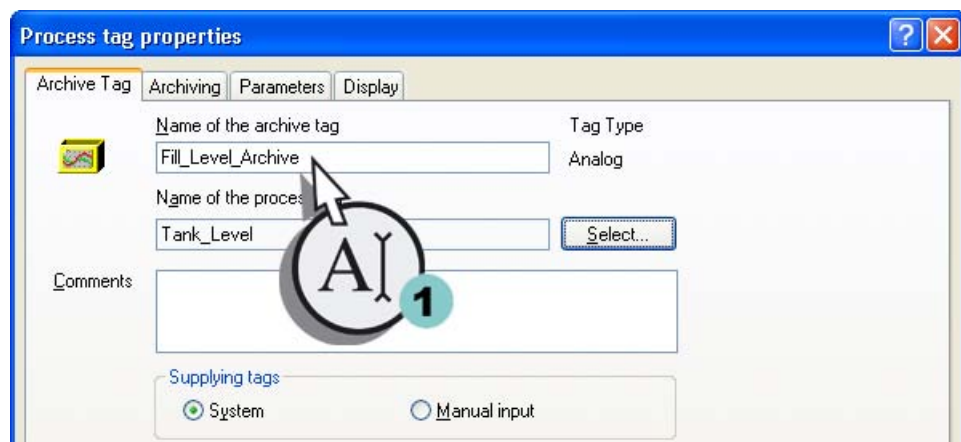 Process tag properties
Archive Tag Archiving Parameters Display
Name of the archive tag Tag Type
Fill_Level_Archive Analog
Name of the
Tank_Level Select...
Comments
A
1
Supplying tags
System Manual input